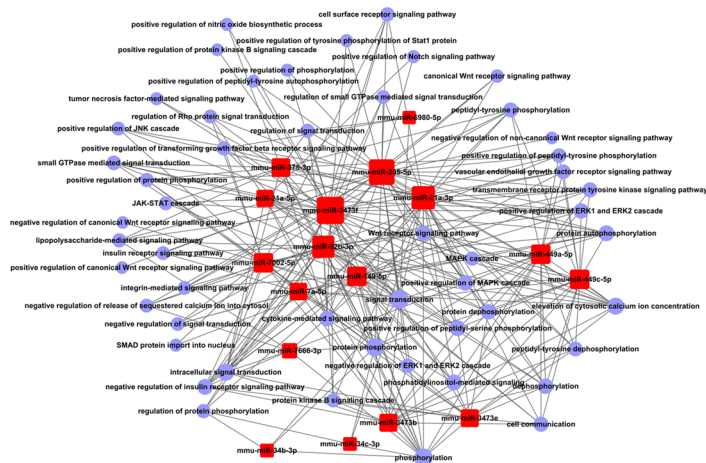 cell surface receptor signaling pathway
positive regulation of nitric oxide biosynthetic process
positive regulation of tyrosine phosphorylation of Stat1 protein
positive regulation of protein kinase B signaling cascade
positive regulation of Notch signaling pathway
positive regulation of phosphorylation
canonical Wnt receptor signaling pathway
positive regulation of peptidyl-tyrosine autophosphorylation
tumor necrosis factor-mediated signaling pathway
regulation of small GTPase mediated signal transduction
peptidyl-tyrosine phosphorylation
regulation of Rho protein signal transduction
mmu-miR-6980-5p
positive regulation of JNK cascade
regulation of signal transduction
negative regulation of non-canonical Wnt receptor signaling pathway
positive regulation of transforming growth factor beta receptor signaling pathway
positive regulation of peptidyl-tyrosine phosphorylation
small GTPase mediated signal transduction
mmu-miR-378-3p
mmu-miR-205-5p
vascular endothelial growth factor receptor signaling pathway
positive regulation of protein phosphorylation
transmembrane receptor protein tyrosine kinase signaling pathway
mmu-miR-21a-5p
mmu-miR-21a-3p
JAK-STAT cascade
mmu-miR-3473f
positive regulation of ERK1 and ERK2 cascade
negative regulation of canonical Wnt receptor signaling pathway
Wnt receptor signaling pathway
protein autophosphorylation
lipopolysaccharide-mediated signaling pathway
mmu-miR-92b-3p
insulin receptor signaling pathway
mmu-miR-449a-5p
MAPK cascade
mmu-miR-7002-5p
positive regulation of canonical Wnt receptor signaling pathway
mmu-miR-149-5p
mmu-miR-449c-5p
positive regulation of MAPK cascade
integrin-mediated signaling pathway
mmu-miR-7a-5p
signal transduction
negative regulation of release of sequestered calcium ion into cytosol
elevation of cytosolic calcium ion concentration
protein dephosphorylation
cytokine-mediated signaling pathway
negative regulation of signal transduction
positive regulation of peptidyl-serine phosphorylation
SMAD protein import into nucleus
mmu-miR-7666-3p
protein phosphorylation
peptidyl-tyrosine dephosphorylation
negative regulation of ERK1 and ERK2 cascade
intracellular signal transduction
phosphatidylinositol-mediated signaling
dephosphorylation
negative regulation of insulin receptor signaling pathway
protein kinase B signaling cascade
regulation of protein phosphorylation
mmu-miR-3473b
mmu-miR-3473e
cell communication
mmu-miR-34c-3p
mmu-miR-34b-3p
phosphorylation